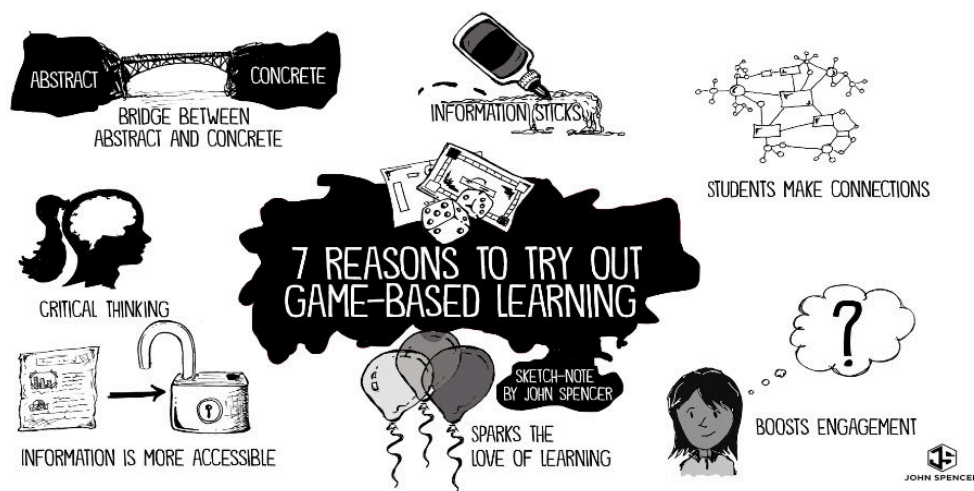 ABSTRACT
CONCRETE
BRIDGE BETWEEN
ABSTRACT AND CONCRETE
INFORMATION STICKS
STUDENTS MAKE CONNECTIONS
7 REASONS TO TRY OUT
GAME-BASED LEARNING
CRITICAL THINKING
SKETCH-NOTE
BY JOHN SPENCER
INFORMATION IS MORE ACCESSIBLE
SPARKS THE
LOVE OF LEARNING
?
BOOSTS ENGAGEMENT
JS
JOHN SPENCER